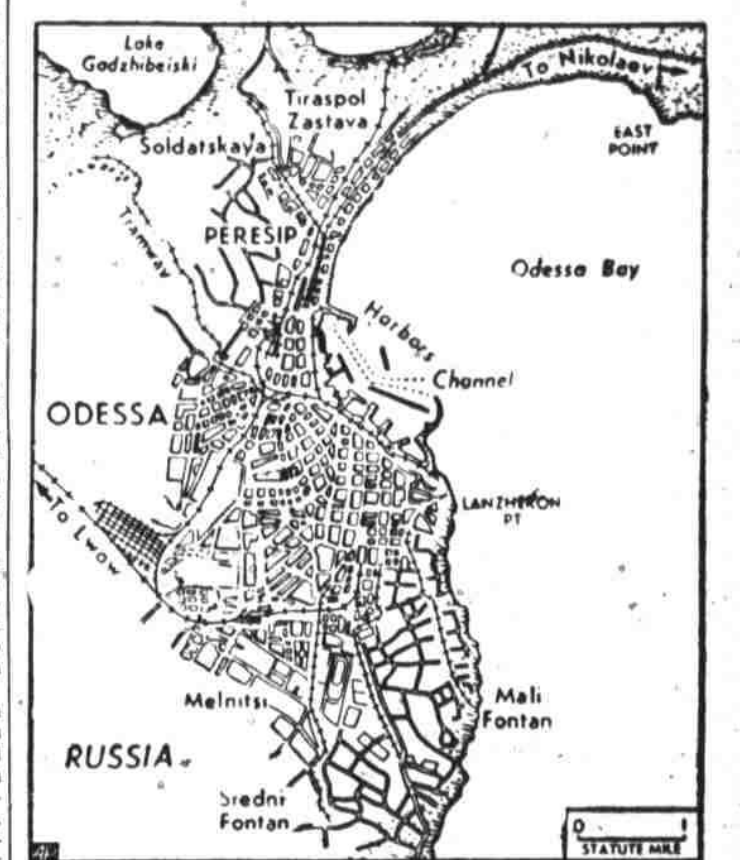 Lake
Gadzhibeiski
To Nikolaev
Tiraspol
Zastava
EAST
POINT
Soldatskaya
Tramway
PERESIP
Odessa Bay
Harbors
Channel
ODESSA
LANZHERON
PT
To Lwow
Melnitsi
Mali
Fontan
RUSSIA
Sredni
Fontan
0 1
STATUTE MILE